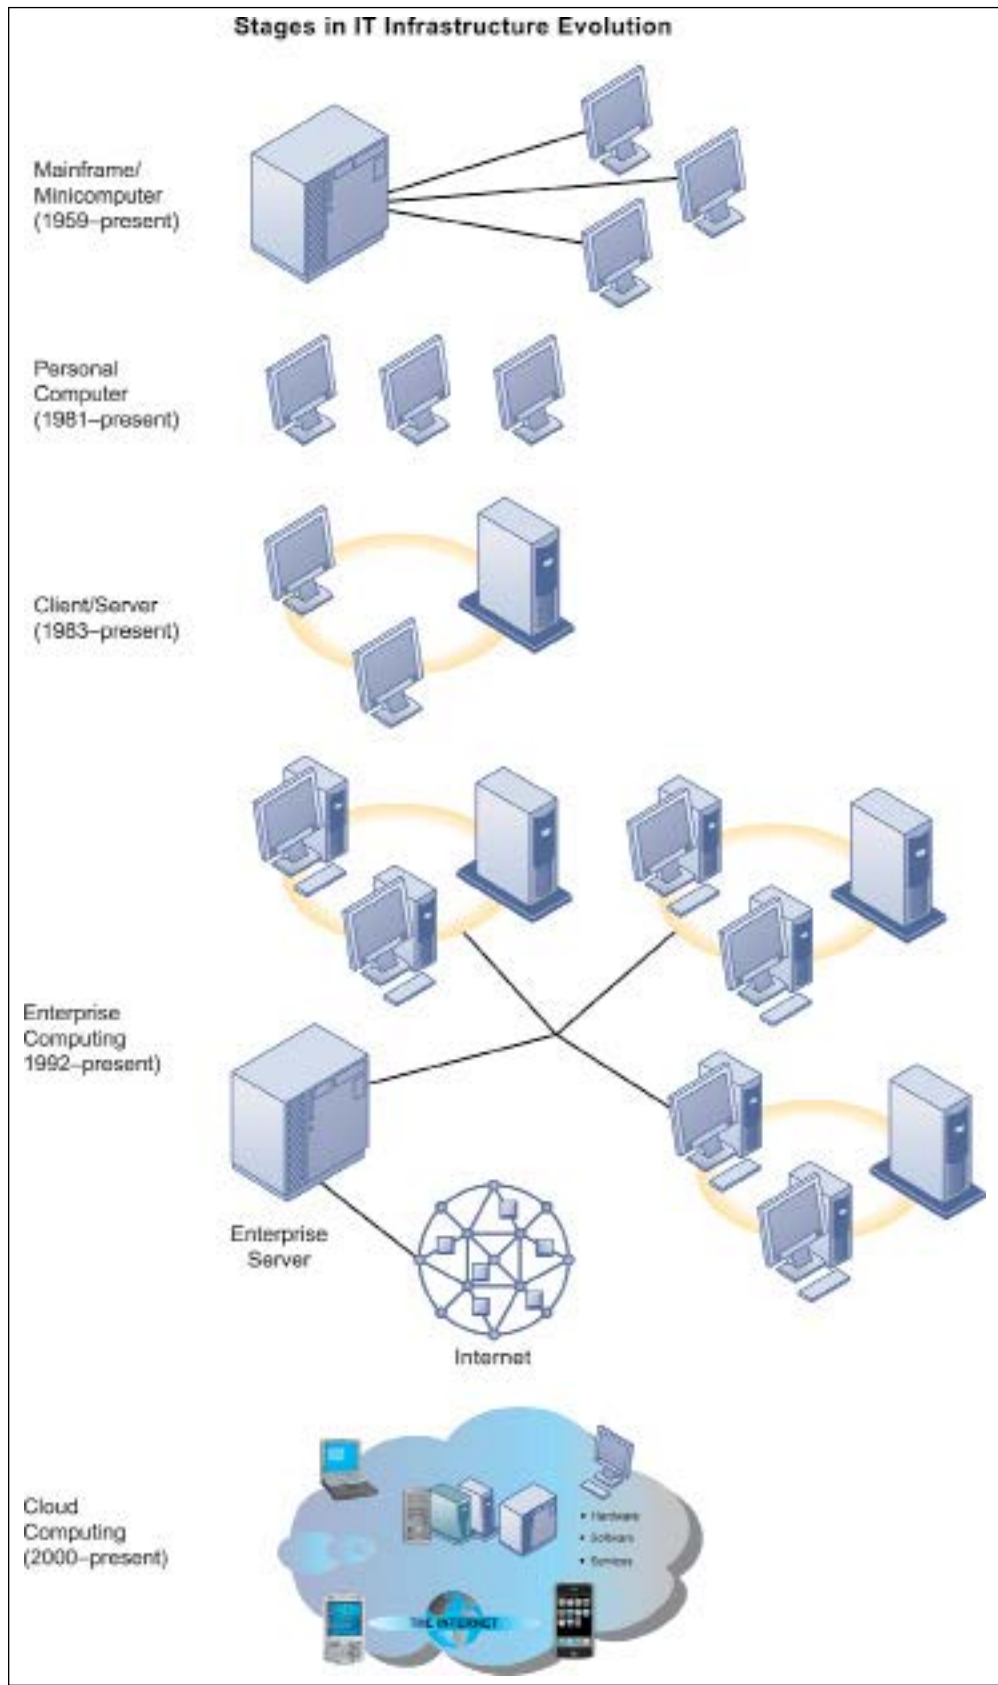 Stages in IT Infrastructure Evolution
Mainframe/
Minicomputer
(1959–present)
Personal
Computer
(1981–present)
Client/Server
(1983–present)
Enterprise
Computing
1992–present)
Enterprise
Server
Internet
Cloud
Computing
(2000–present)
• Hardware
• Software
• Services
THE INTERNET